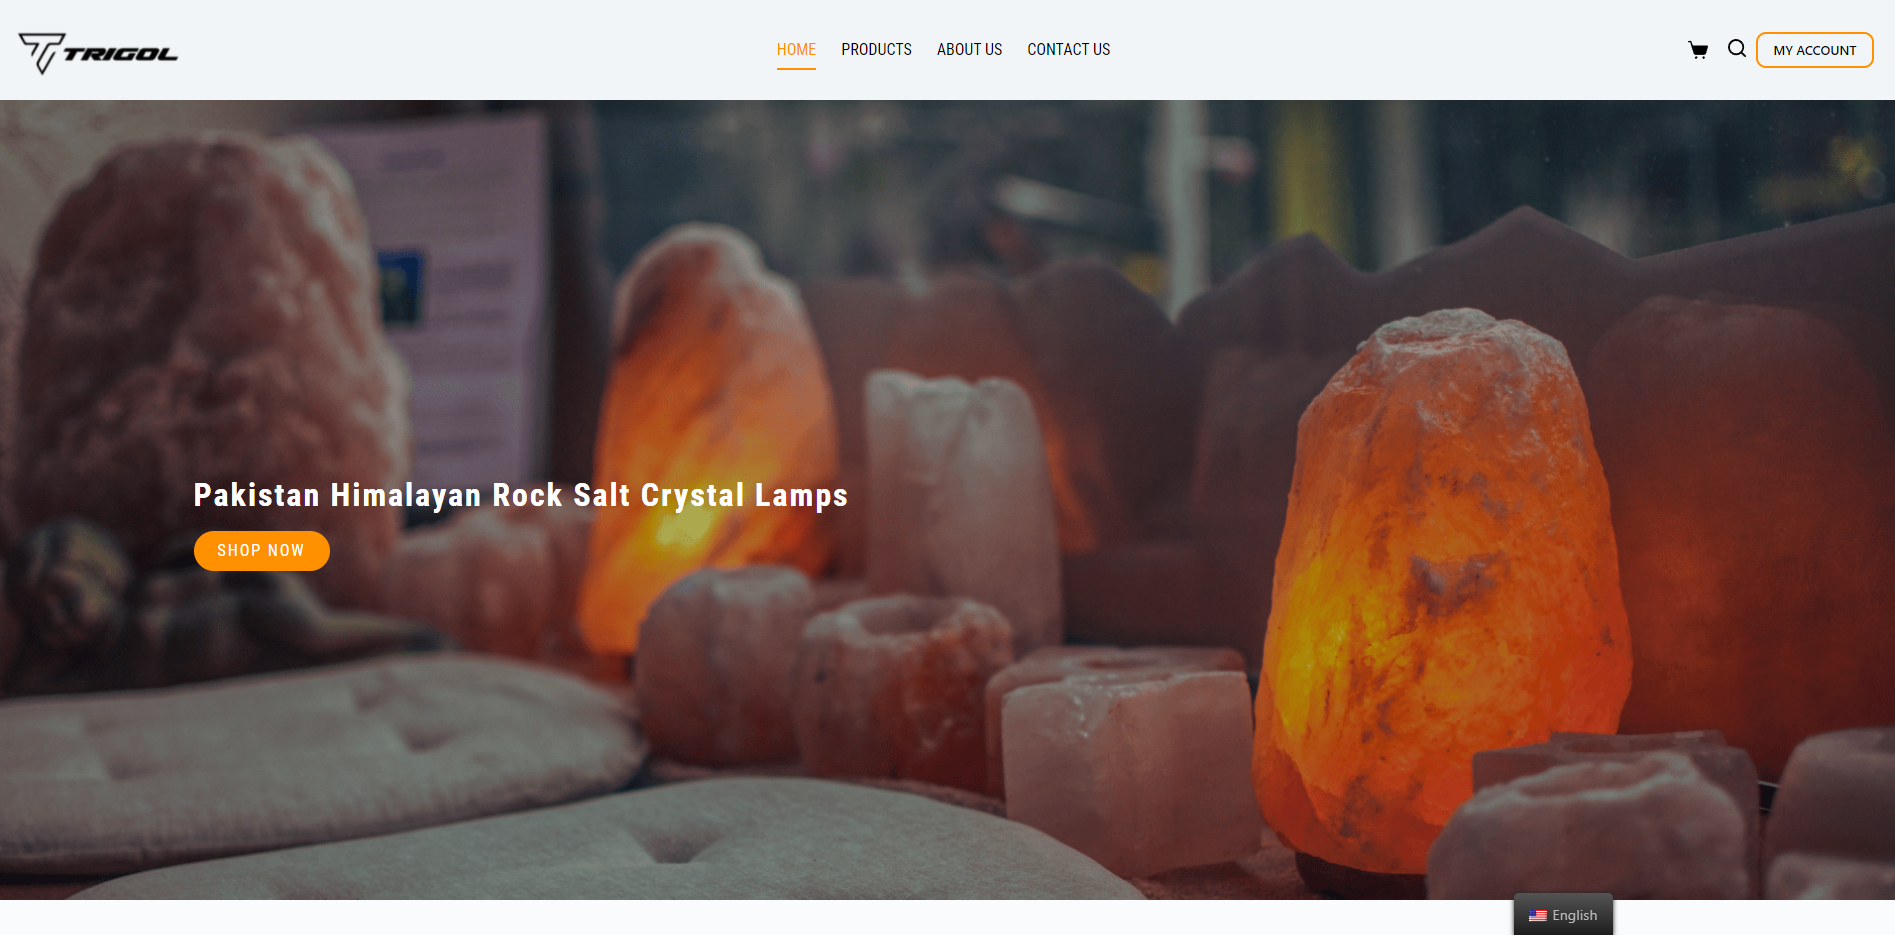 TRIGOL
HOME PRODUCTS ABOUT US CONTACT US
MY ACCOUNT
Pakistan Himalayan Rock Salt Crystal Lamps
SHOP NOW
English